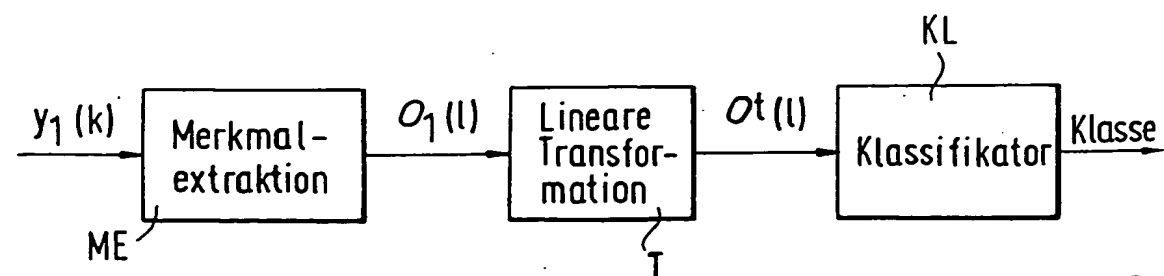 KL
y₁(k)
O₁(l)
Oᵗ(l)
Klasse
Merkmal-
extraktion
Lineare
Transfor-
mation
Klassifikator
ME
T